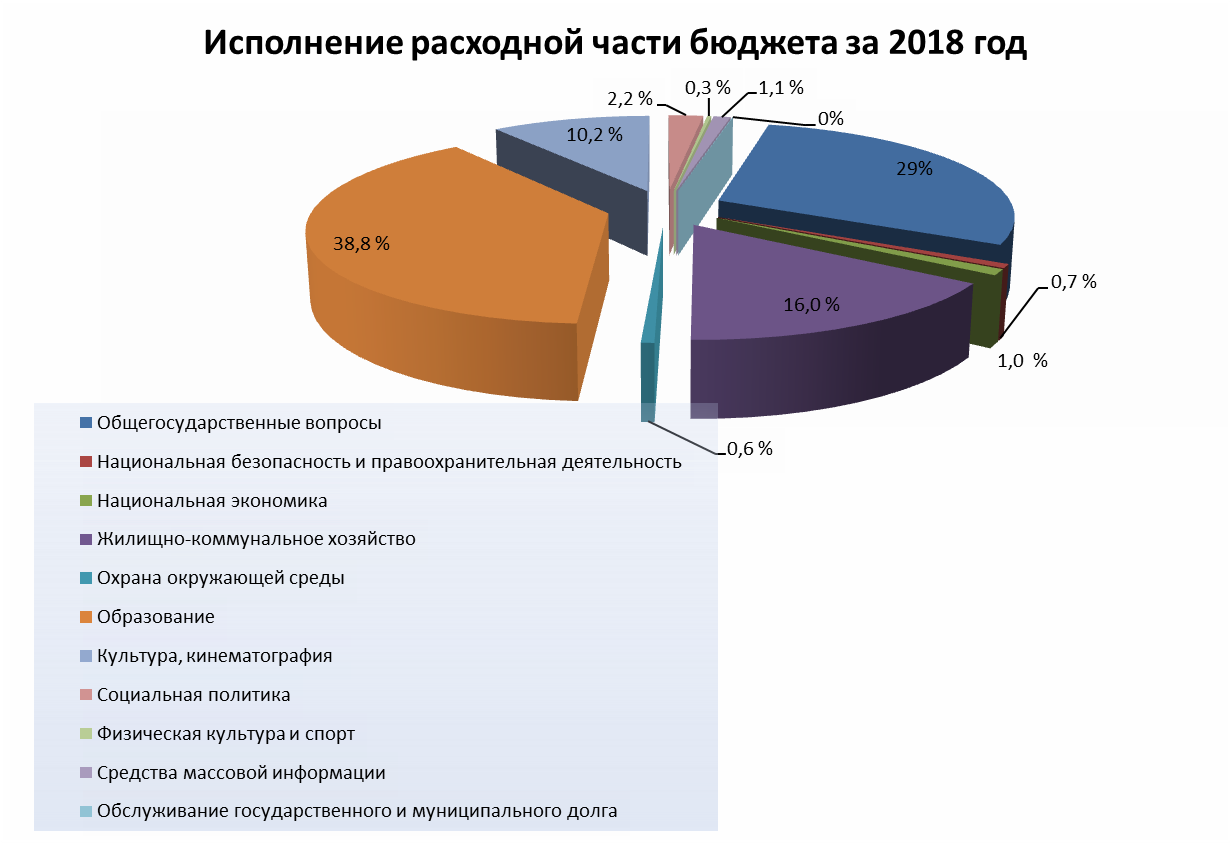 Исполнение расходной части бюджета за 2018 год
2,2 %
0,3 %
1,1 %
0%
10,2 %
29%
38,8 %
0,7 %
16,0 %
1,0 %
0,6 %
Общегосударственные вопросы
Национальная безопасность и правоохранительная деятельность
Национальная экономика
Жилищно-коммунальное хозяйство
Охрана окружающей среды
Образование
Культура, кинематография
Социальная политика
Физическая культура и спорт
Средства массовой информации
Обслуживание государственного и муниципального долга